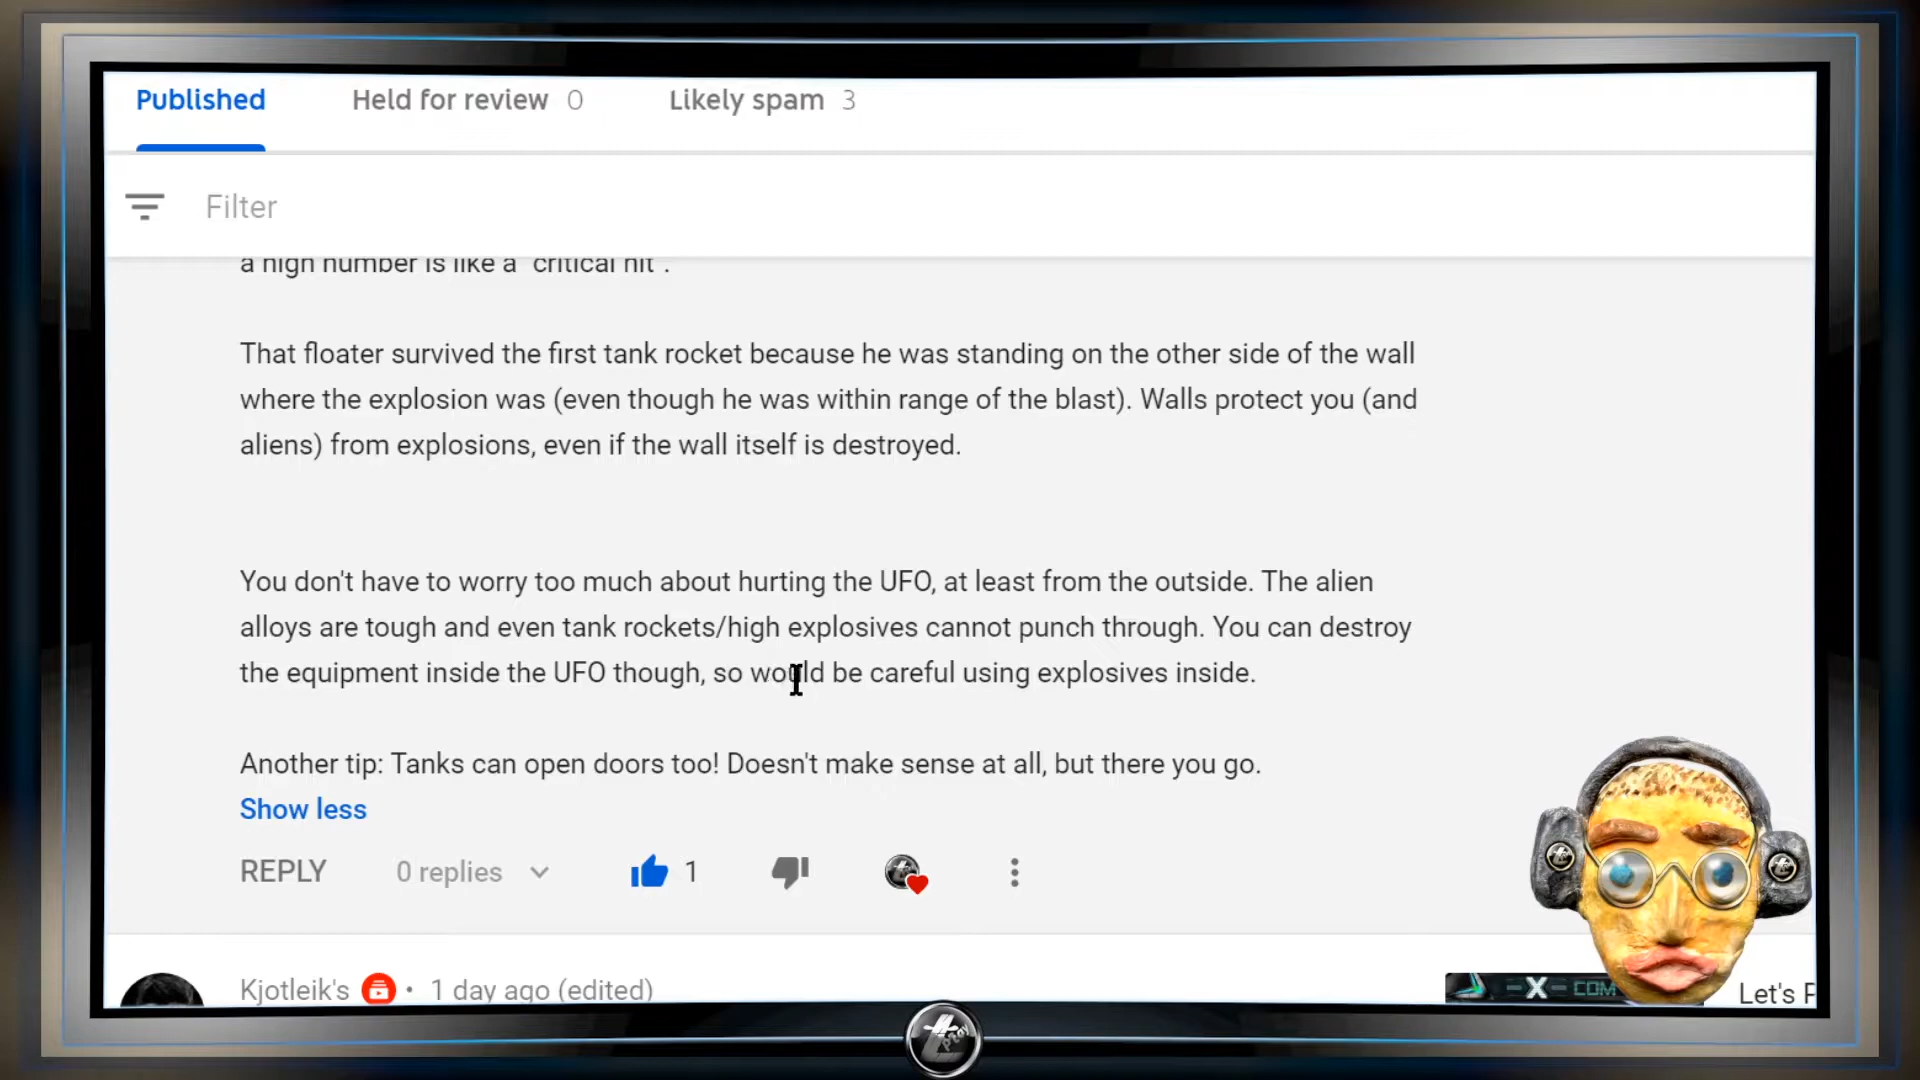 Published Held for review 0 Likely spam 3
Filter
a high number is like a "critical hit".
That floater survived the first tank rocket because he was standing on the other side of the wall
where the explosion was (even though he was within range of the blast). Walls protect you (and
aliens) from explosions, even if the wall itself is destroyed.
You don't have to worry too much about hurting the UFO, at least from the outside. The alien
alloys are tough and even tank rockets/high explosives cannot punch through. You can destroy
the equipment inside the UFO though, so would be careful using explosives inside.
Another tip: Tanks can open doors too! Doesn't make sense at all, but there you go.
Show less
REPLY 0 replies 1
Kjotleik's • 1 day ago (edited)
-X-COM Let's P
Play